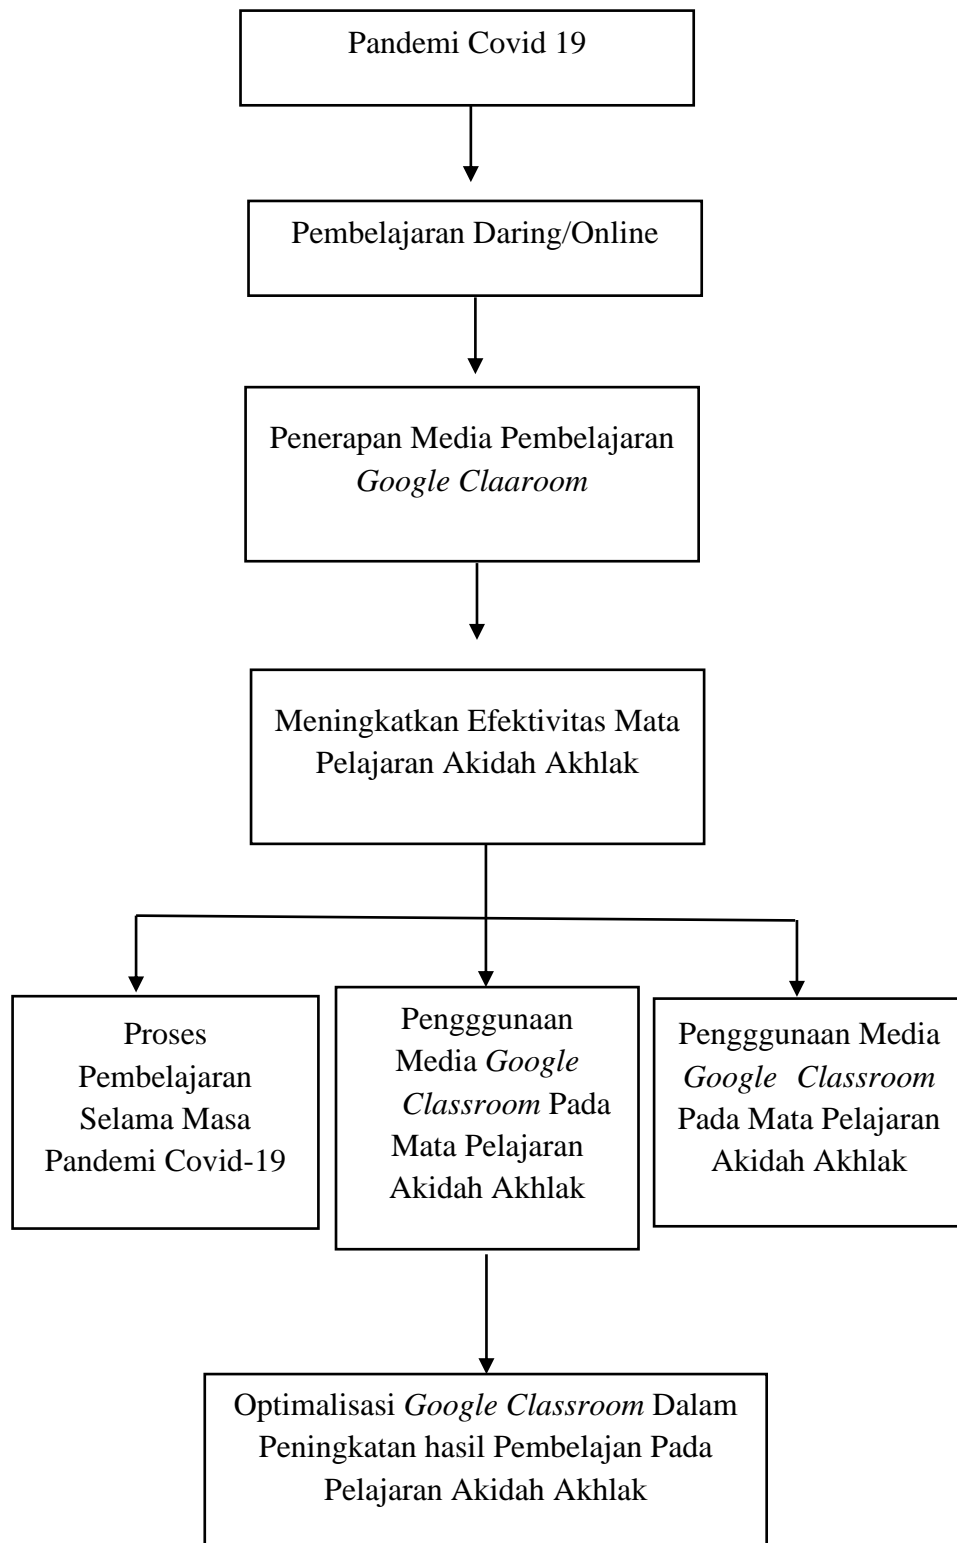 Pandemi Covid 19
Pembelajaran Daring/Online
Penerapan Media Pembelajaran
Google Claaroom
Meningkatkan Efektivitas Mata
Pelajaran Akidah Akhlak
Proses
Pembelajaran
Selama Masa
Pandemi Covid-19
Pengggunaan
Media Google
Classroom Pada
Mata Pelajaran
Akidah Akhlak
Pengggunaan Media
Google Classroom
Pada Mata Pelajaran
Akidah Akhlak
Optimalisasi Google Classroom Dalam
Peningkatan hasil Pembelajan Pada
Pelajaran Akidah Akhlak